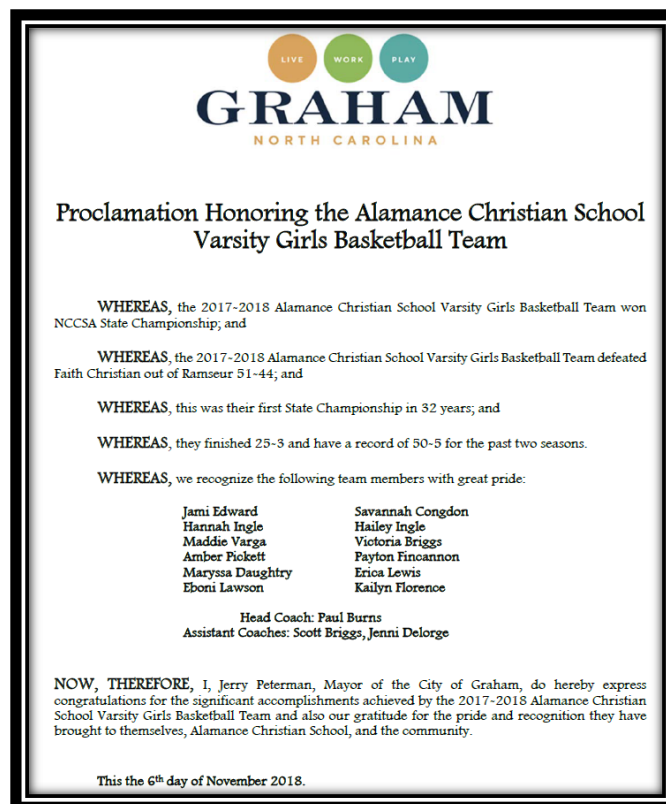 LIVE WORK PLAY
GRAHAM
NORTH CAROLINA
Proclamation Honoring the Alamance Christian School
Varsity Girls Basketball Team
WHEREAS, the 2017~2018 Alamance Christian School Varsity Girls Basketball Team won
NCCSA State Championship; and
WHEREAS, the 2017~2018 Alamance Christian School Varsity Girls Basketball Team defeated
Faith Christian out of Ramseur 51~44; and
WHEREAS, this was their first State Championship in 32 years; and
WHEREAS, they finished 25~3 and have a record of 50~5 for the past two seasons.
WHEREAS, we recognize the following team members with great pride:
Jami Edward Savannah Congdon
Hannah Ingle Hailey Ingle
Maddie Varga Victoria Briggs
Amber Pickett Payton Fincannon
Maryssa Daughtry Erica Lewis
Eboni Lawson Kailyn Florence
Head Coach: Paul Burns
Assistant Coaches: Scott Briggs, Jenni Delorge
NOW, THEREFORE, I, Jerry Peterman, Mayor of the City of Graham, do hereby express
congratulations for the significant accomplishments achieved by the 2017~2018 Alamance Christian
School Varsity Girls Basketball Team and also our gratitude for the pride and recognition they have
brought to themselves, Alamance Christian School, and the community.
This the 6th day of November 2018.